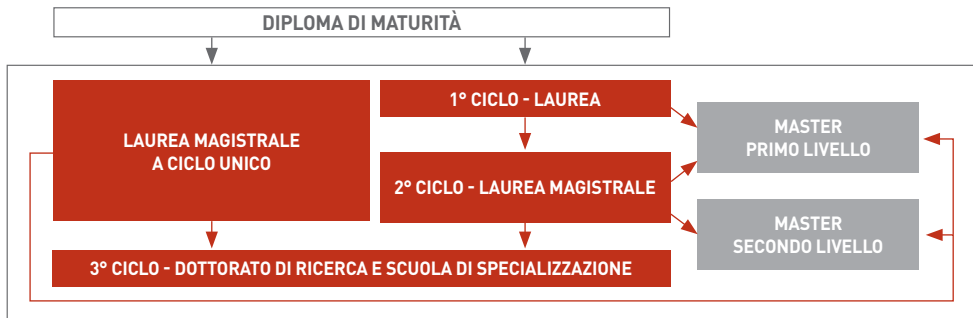 DIPLOMA DI MATURITÀ
LAUREA MAGISTRALE
A CICLO UNICO
1° CICLO - LAUREA
2° CICLO - LAUREA MAGISTRALE
MASTER
PRIMO LIVELLO
MASTER
SECONDO LIVELLO
3° CICLO - DOTTORATO DI RICERCA E SCUOLA DI SPECIALIZZAZIONE